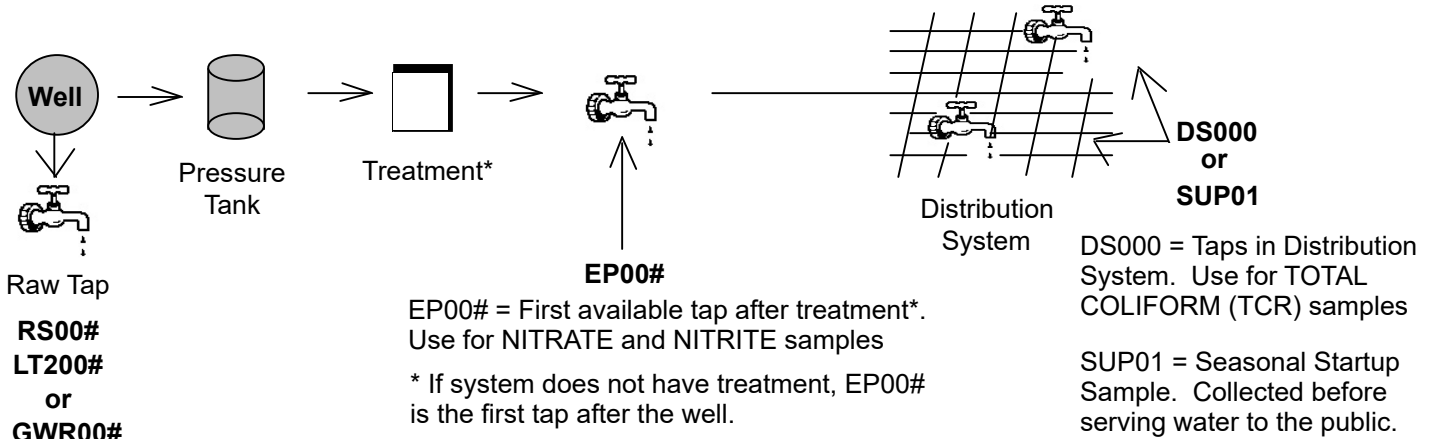 Well
Pressure
Tank
Treatment*
Raw Tap
RS00#
LT200#
or
GWR00#
EP00#
EP00# = First available tap after treatment*.
Use for NITRATE and NITRITE samples
* If system does not have treatment, EP00#
is the first tap after the well.
Distribution
System
DS000
or
SUP01
DS000 = Taps in Distribution
System. Use for TOTAL
COLIFORM (TCR) samples
SUP01 = Seasonal Startup
Sample. Collected before
serving water to the public.